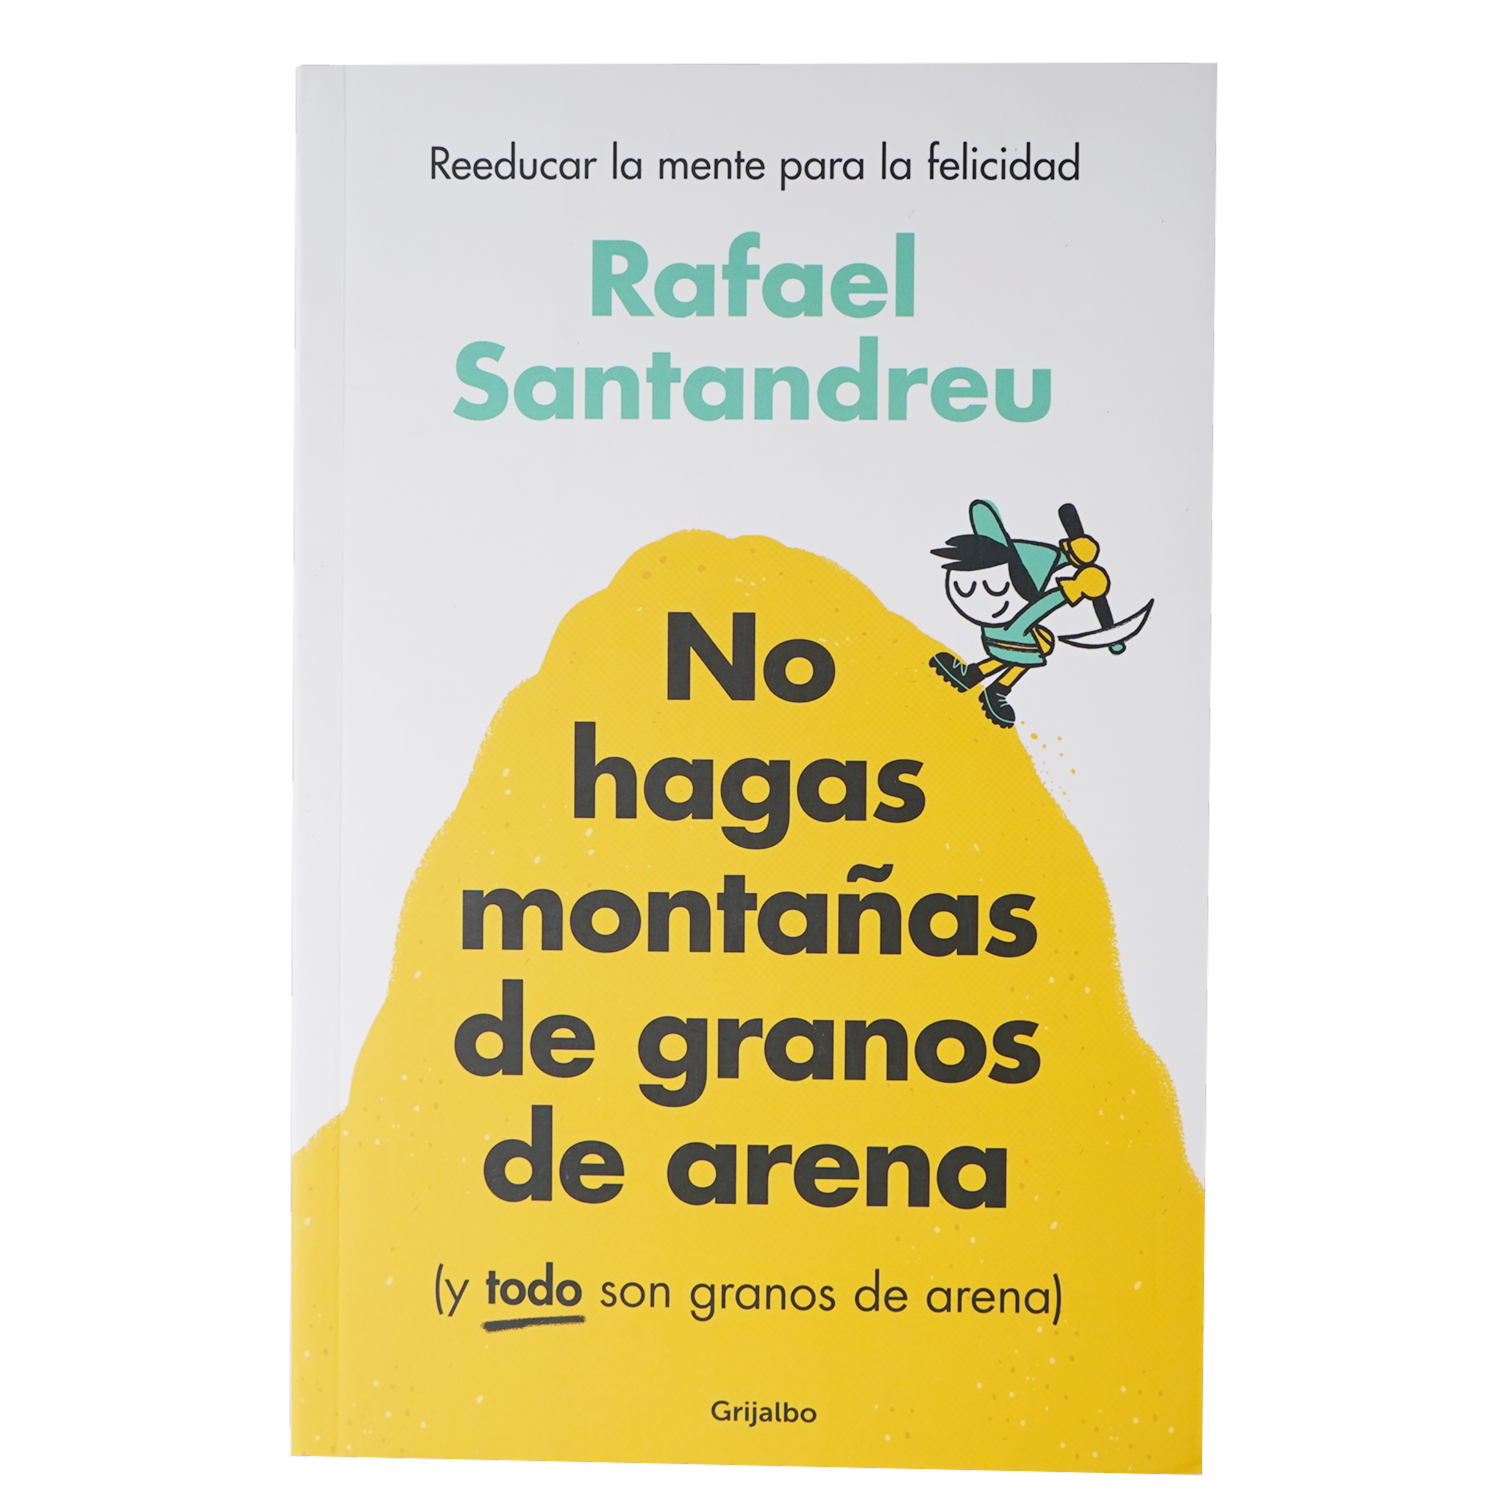 Reeducar la mente para la felicidad
Rafael
Santandreu
No
hagas
montañas
de granos
de arena
(y todo son granos de arena)
Grijalbo